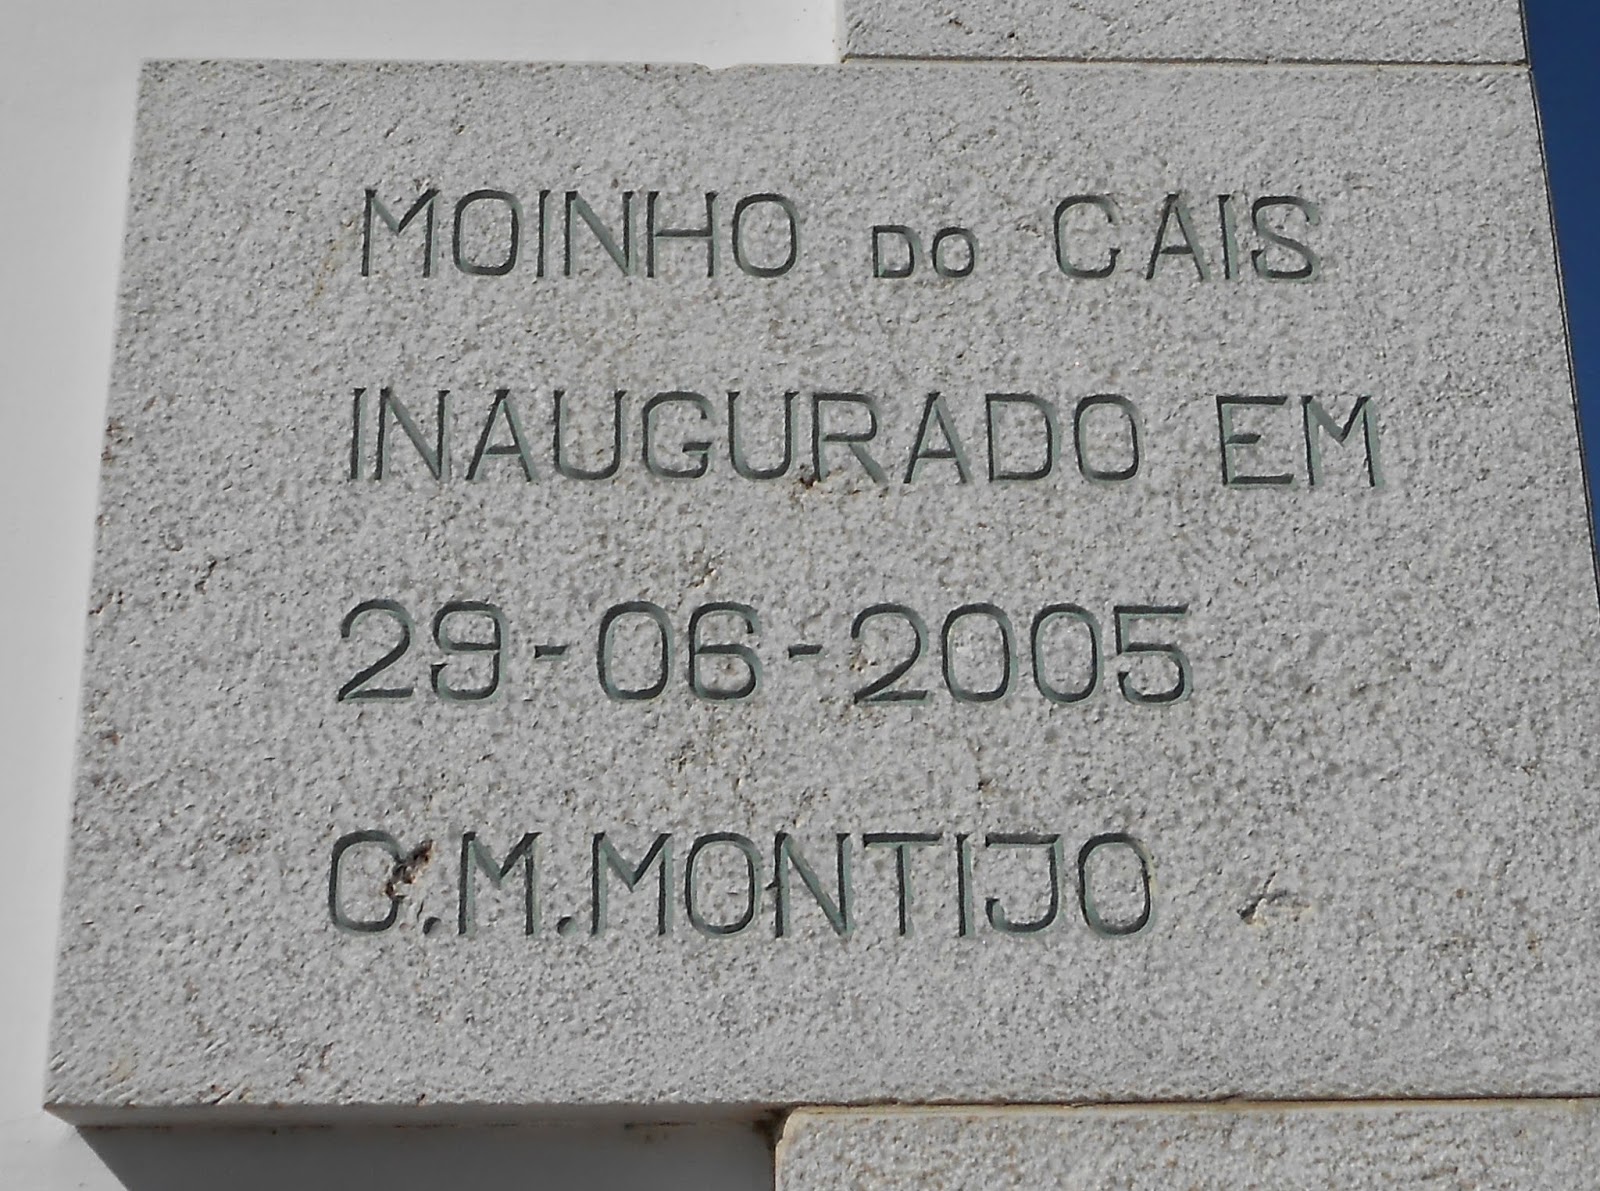 MOINHO DO CAIS
INAUGURADO EM
29-06-2005
C.M.MONTIJO